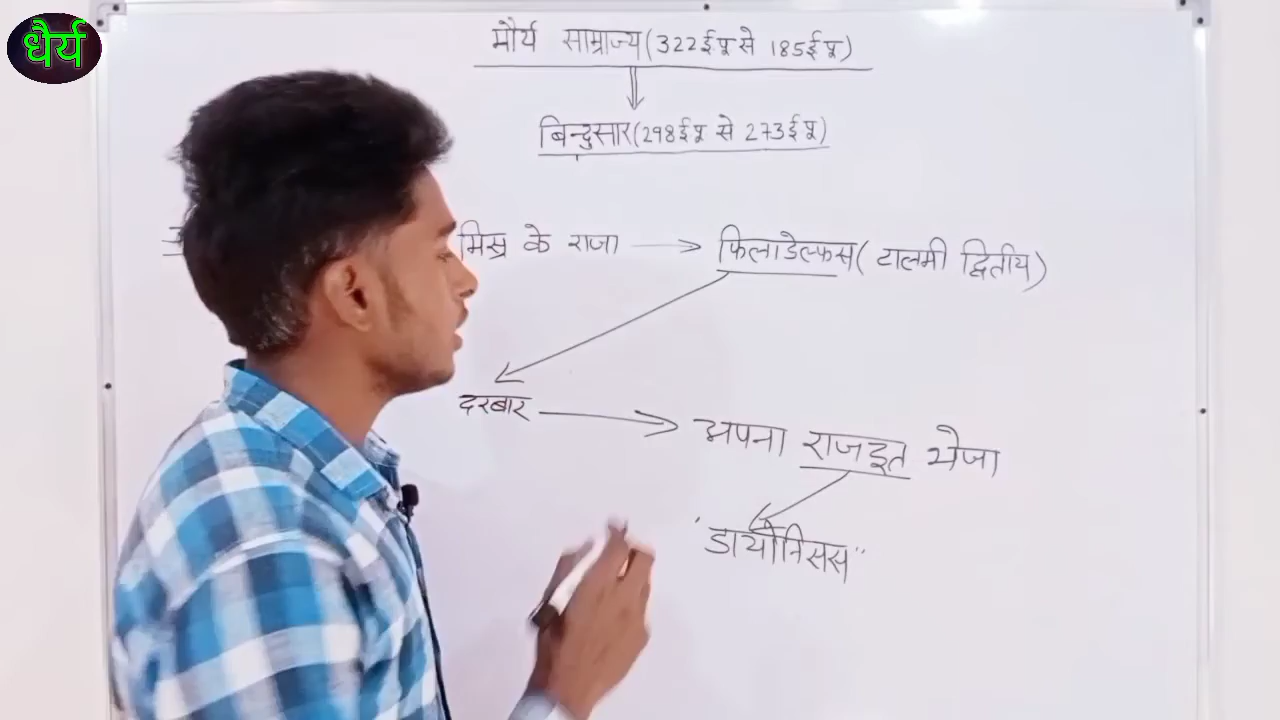 धैर्य
मौर्य साम्राज्य(322ई पू से 185ई पू)
बिन्दुसार(298ई पू से 273ई पू)
मिस्र के राजा → फिलाडेल्फस( टालमी द्वितीय)
दरबार → अपना राजदूत भेजा
'डायोनिसस"